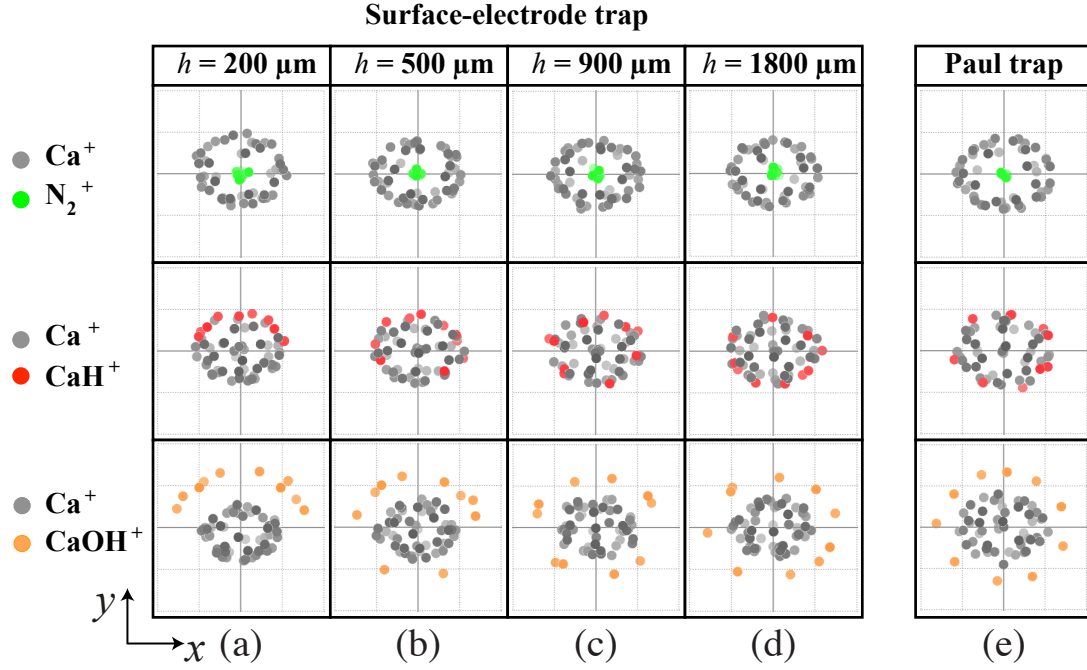 Surface-electrode trap
h = 200 µm
h = 500 µm
h = 900 µm
h = 1800 µm
Paul trap
Ca⁺
N₂⁺
Ca⁺
CaH⁺
Ca⁺
CaOH⁺
y
x
(a)
(b)
(c)
(d)
(e)